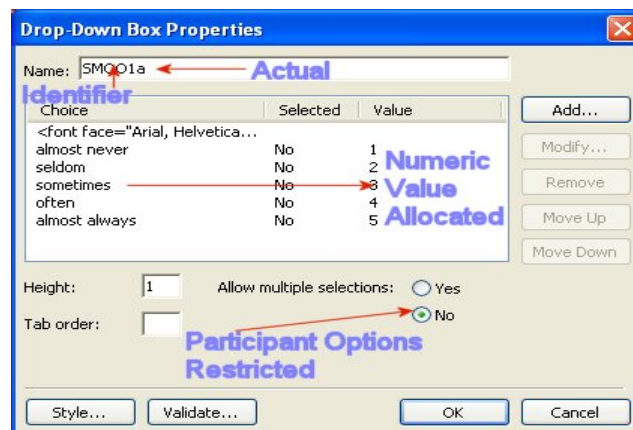 Drop-Down Box Properties
Name: SMQO1a Actual
Identifier
Choice Selected Value Add...
<font face="Arial, Helvetica...
almost never No 1 Modify...
seldom No 2 Numeric
sometimes No 3 Value Remove
often No 4 Allocated Move Up
almost always No 5
Move Down
Height: 1 Allow multiple selections: Yes
No
Tab order:
Participant Options
Restricted
Style... Validate... OK Cancel